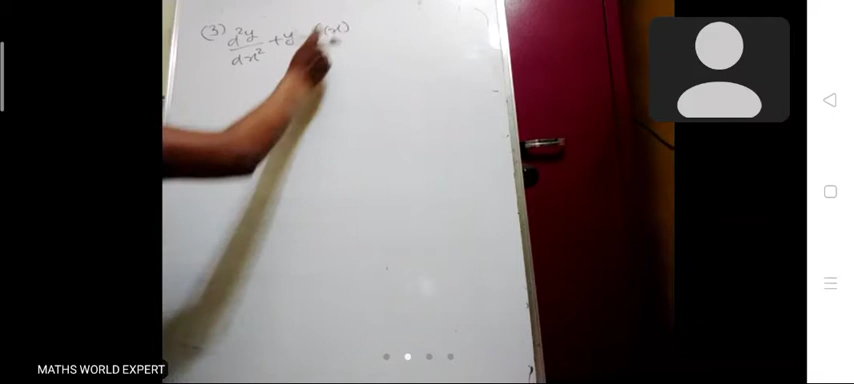 (3) d²y/dx² + y = f(x)
MATHS WORLD EXPERT